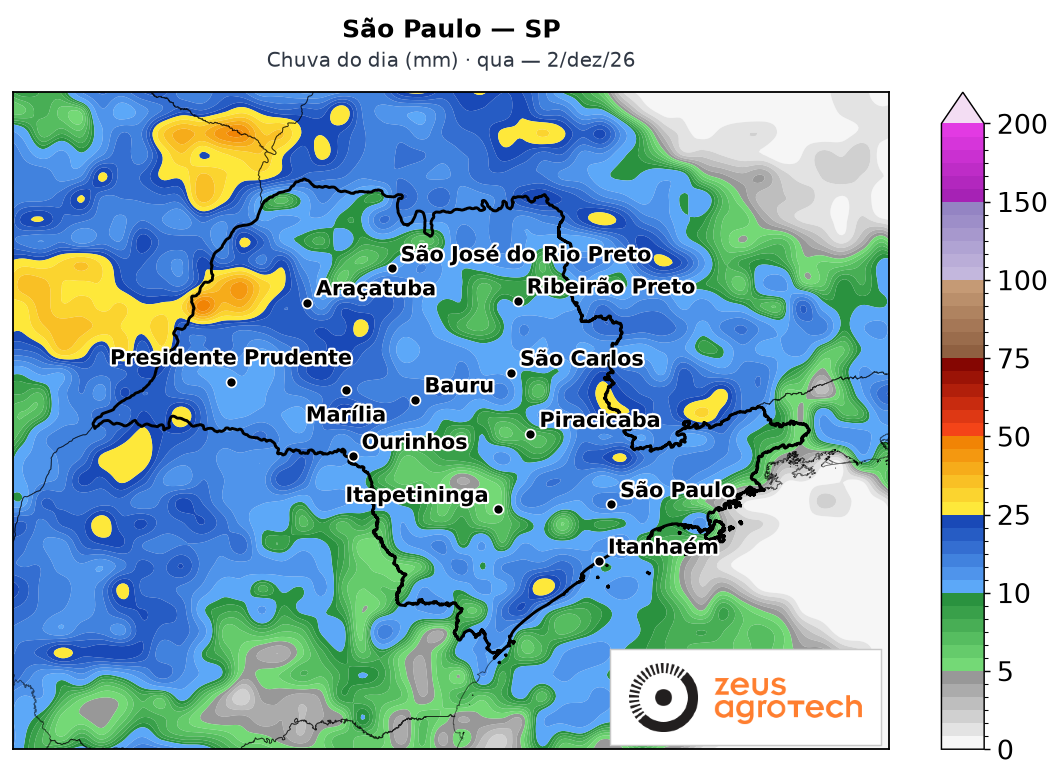 São Paulo — SP
Chuva do dia (mm) · qua — 2/dez/26
São José do Rio Preto
Araçatuba
Ribeirão Preto
Presidente Prudente
São Carlos
Bauru
Marília
Piracicaba
Ourinhos
Itapetininga
São Paulo
Itanhaém
200
150
100
75
50
25
10
5
0
zeus
agrotech